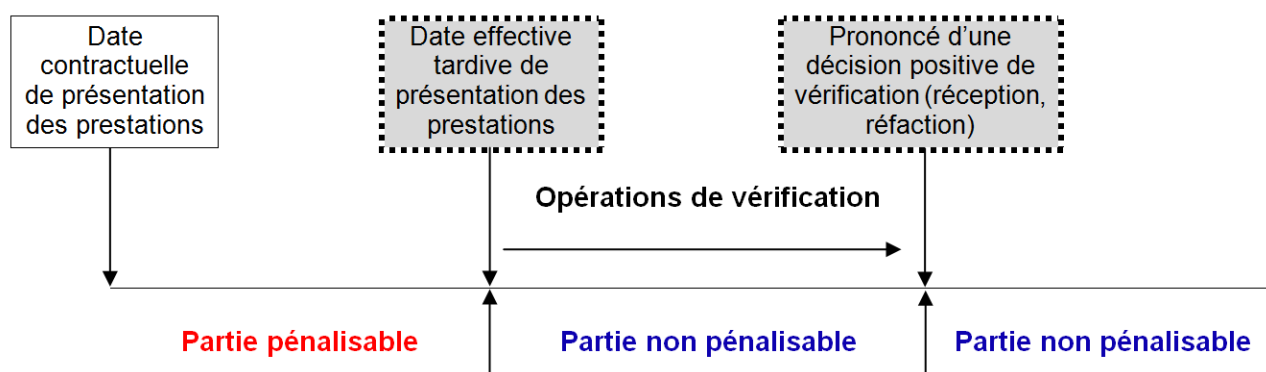 Date
contractuelle
de présentation
des prestations
Date effective
tardive de
présentation des
prestations
Prononcé d'une
décision positive de
vérification (réception,
réfaction)
Opérations de vérification
Partie pénalisable
Partie non pénalisable
Partie non pénalisable